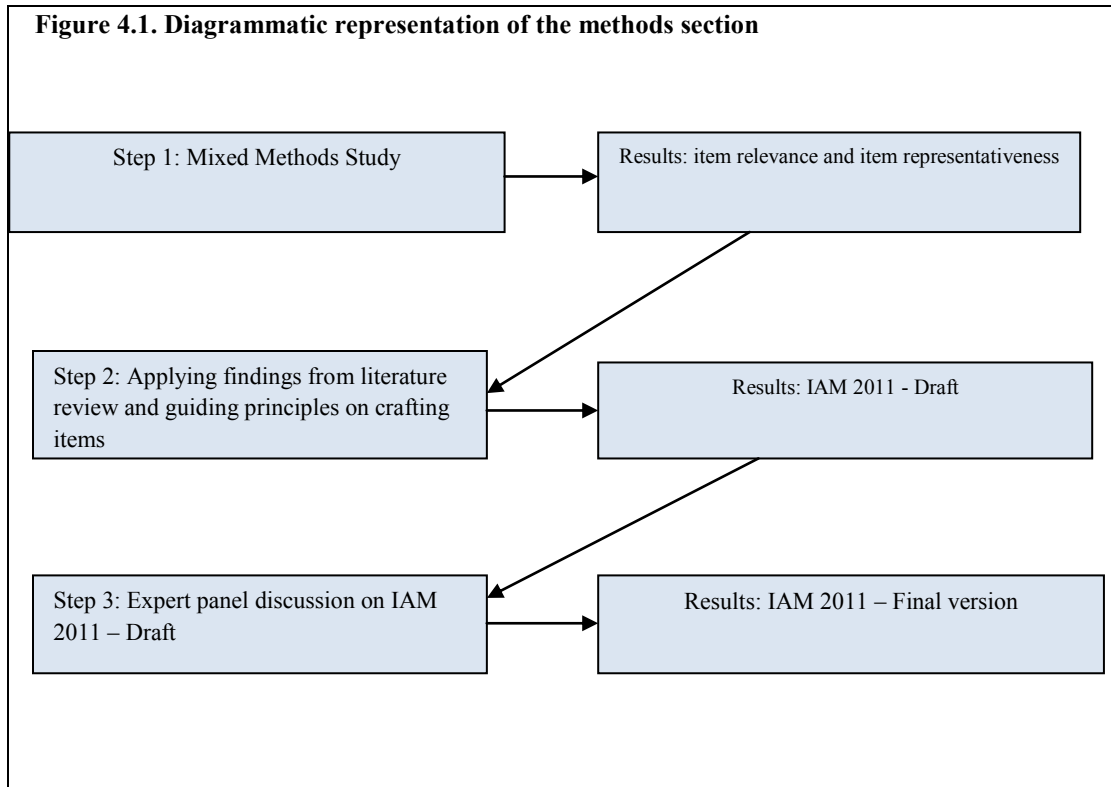 Figure 4.1. Diagrammatic representation of the methods section
Step 1: Mixed Methods Study
Results: item relevance and item representativeness
Step 2: Applying findings from literature
review and guiding principles on crafting
items
Results: IAM 2011 - Draft
Step 3: Expert panel discussion on IAM
2011 – Draft
Results: IAM 2011 – Final version